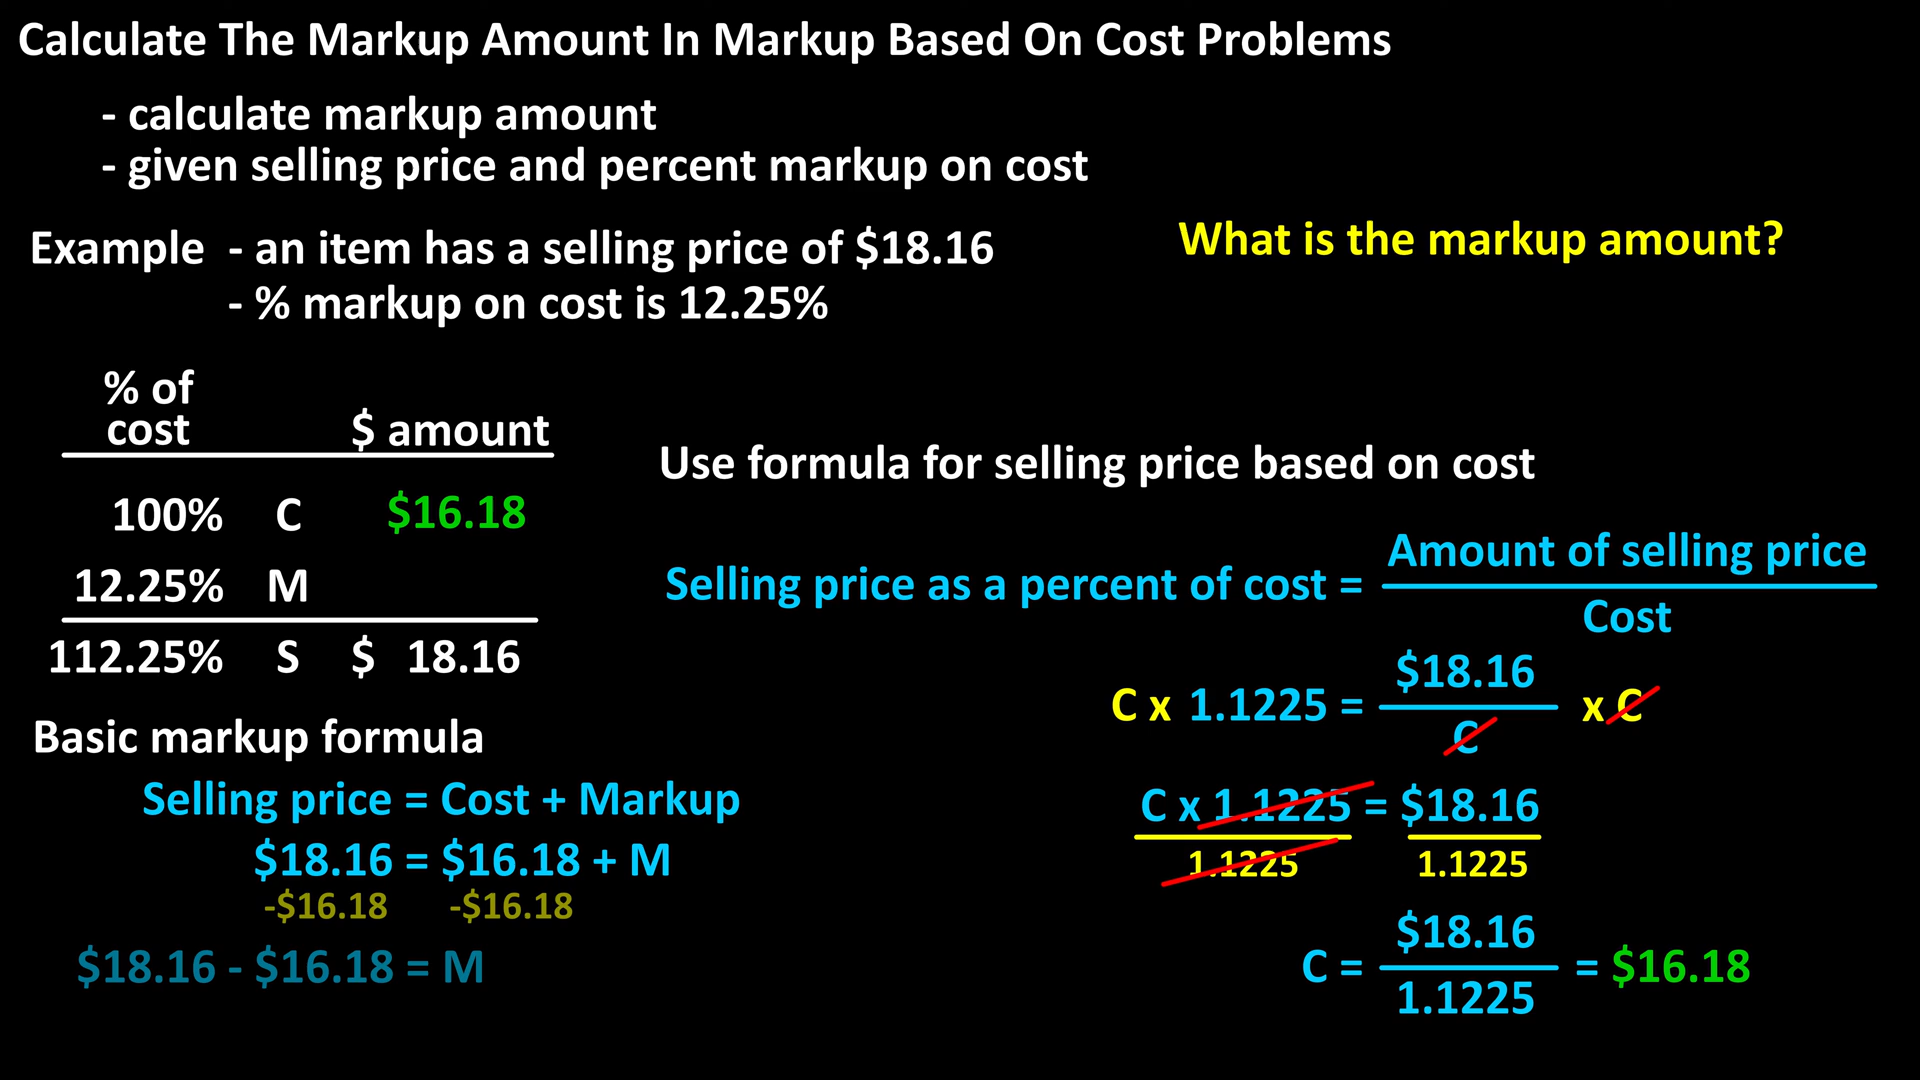 Calculate The Markup Amount In Markup Based On Cost Problems
- calculate markup amount
- given selling price and percent markup on cost
Example - an item has a selling price of $18.16
- % markup on cost is 12.25%
What is the markup amount?
% of
cost $ amount
100% C $16.18
12.25% M
112.25% S $ 18.16
Basic markup formula
Selling price = Cost + Markup
$18.16 = $16.18 + M
-$16.18 -$16.18
$18.16 - $16.18 = M
Use formula for selling price based on cost
Amount of selling price
Selling price as a percent of cost =
Cost
$18.16
C x 1.1225 = x C
C
C x 1.1225 = $18.16
1.1225 1.1225
$18.16
C = = $16.18
1.1225